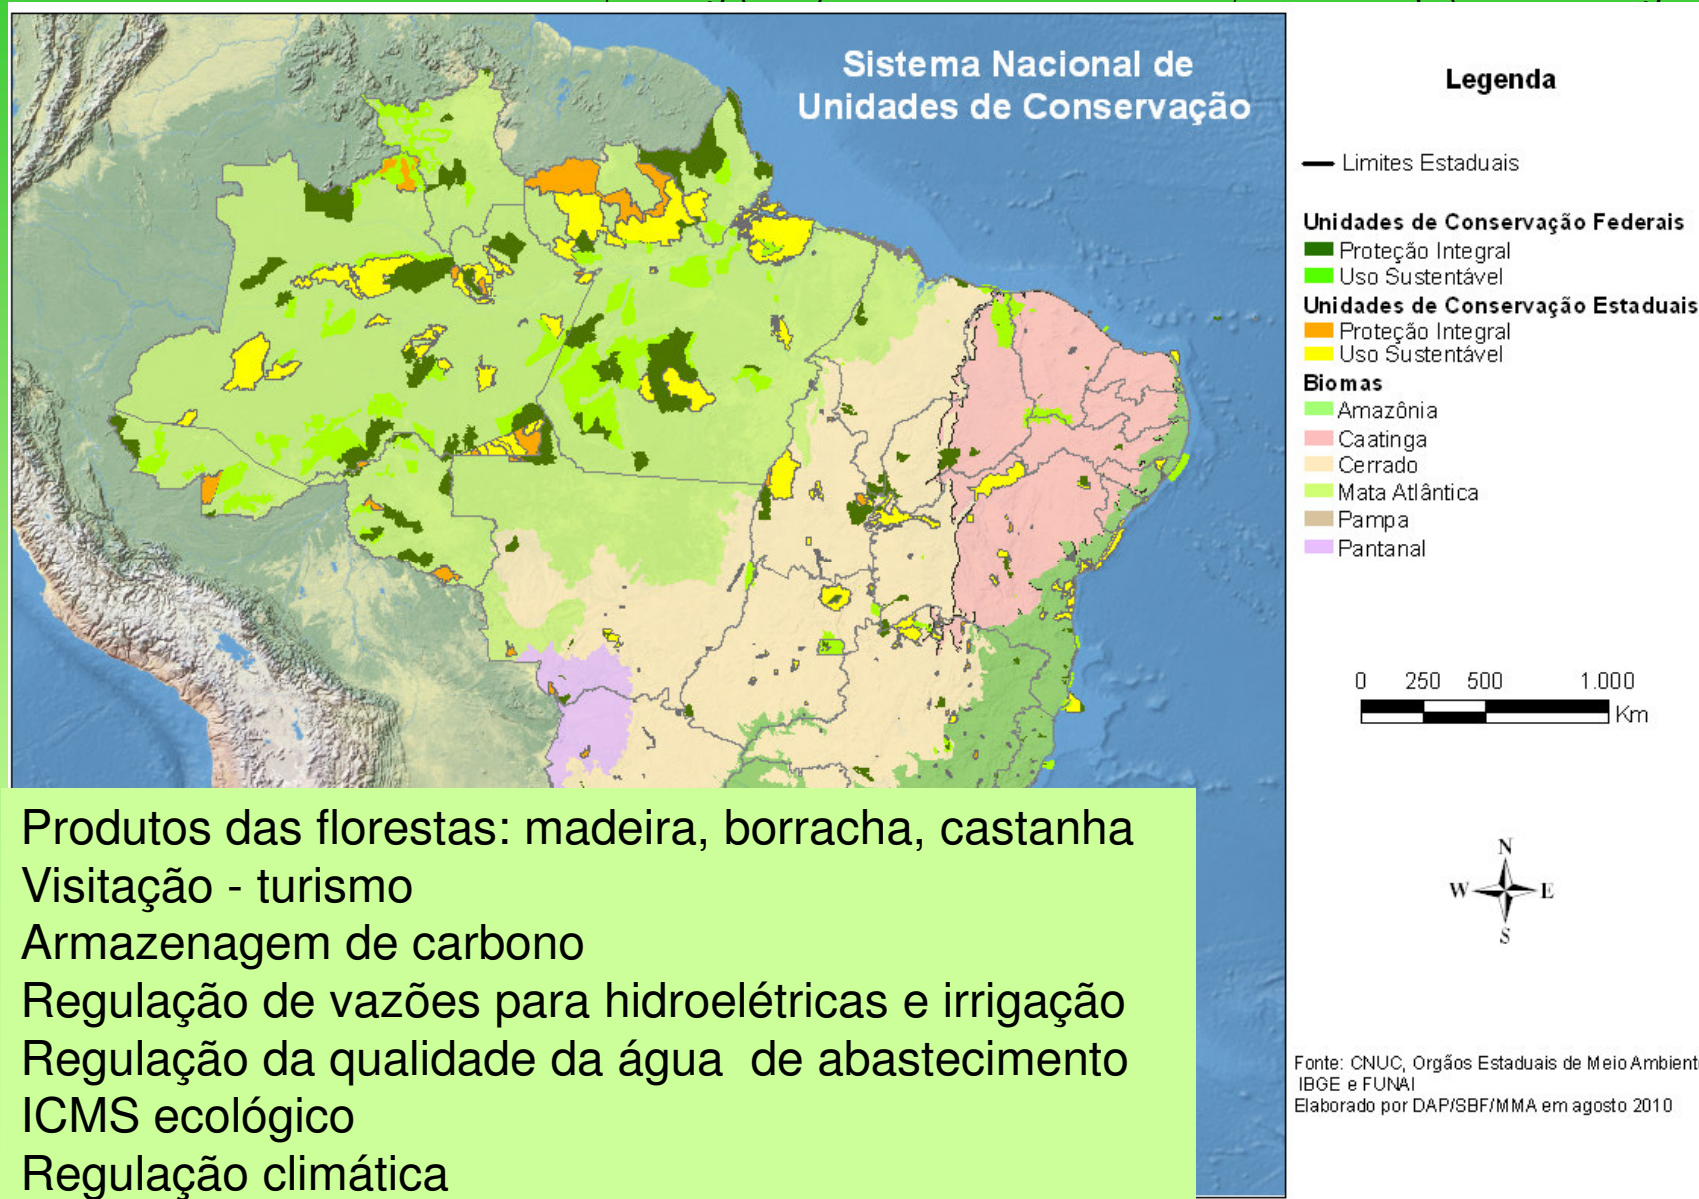 Sistema Nacional de
Unidades de Conservação
Legenda
Limites Estaduais
Unidades de Conservação Federais
Proteção Integral
Uso Sustentável
Unidades de Conservação Estaduais
Proteção Integral
Uso Sustentável
Biomas
Amazônia
Caatinga
Cerrado
Mata Atlântica
Pampa
Pantanal
0 250 500 1.000
Km
N
W E
S
Fonte: CNUC, Orgãos Estaduais de Meio Ambient
IBGE e FUNAI
Elaborado por DAP/SBF/MMA em agosto 2010
Produtos das florestas: madeira, borracha, castanha
Visitação - turismo
Armazenagem de carbono
Regulação de vazões para hidroelétricas e irrigação
Regulação da qualidade da água  de abastecimento
ICMS ecológico
Regulação climática